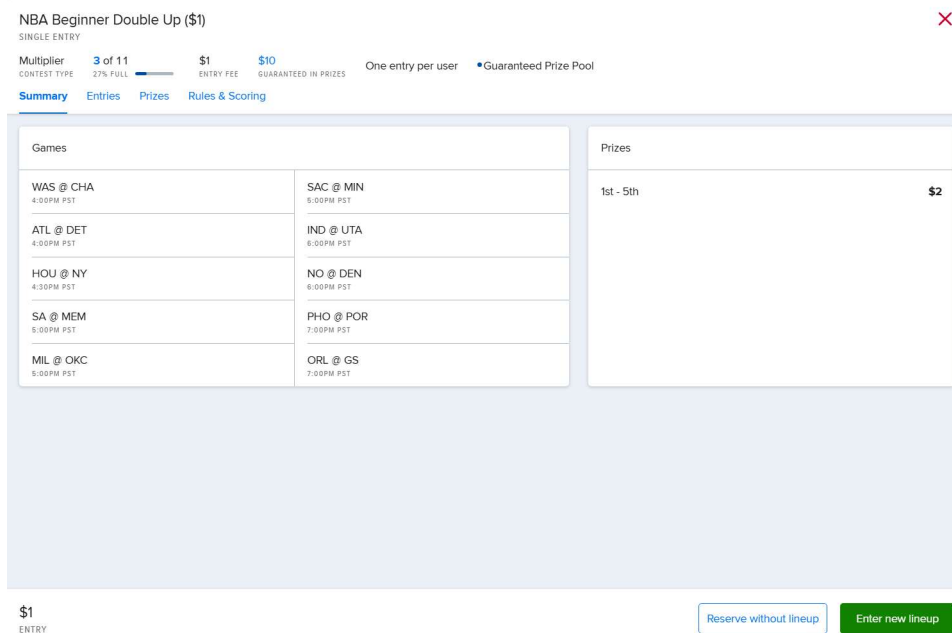 NBA Beginner Double Up ($1)
SINGLE ENTRY
Multiplier
CONTEST TYPE
3 of 11
27% FULL
$1
ENTRY FEE
$10
GUARANTEED IN PRIZES
One entry per user
Guaranteed Prize Pool
Summary Entries Prizes Rules & Scoring
Games
WAS @ CHA
4:00PM PST
ATL @ DET
4:00PM PST
HOU @ NY
4:30PM PST
SA @ MEM
5:00PM PST
MIL @ OKC
5:00PM PST
SAC @ MIN
5:00PM PST
IND @ UTA
6:00PM PST
NO @ DEN
6:00PM PST
PHO @ POR
7:00PM PST
ORL @ GS
7:00PM PST
Prizes
1st - 5th $2
$1
ENTRY
Reserve without lineup
Enter new lineup